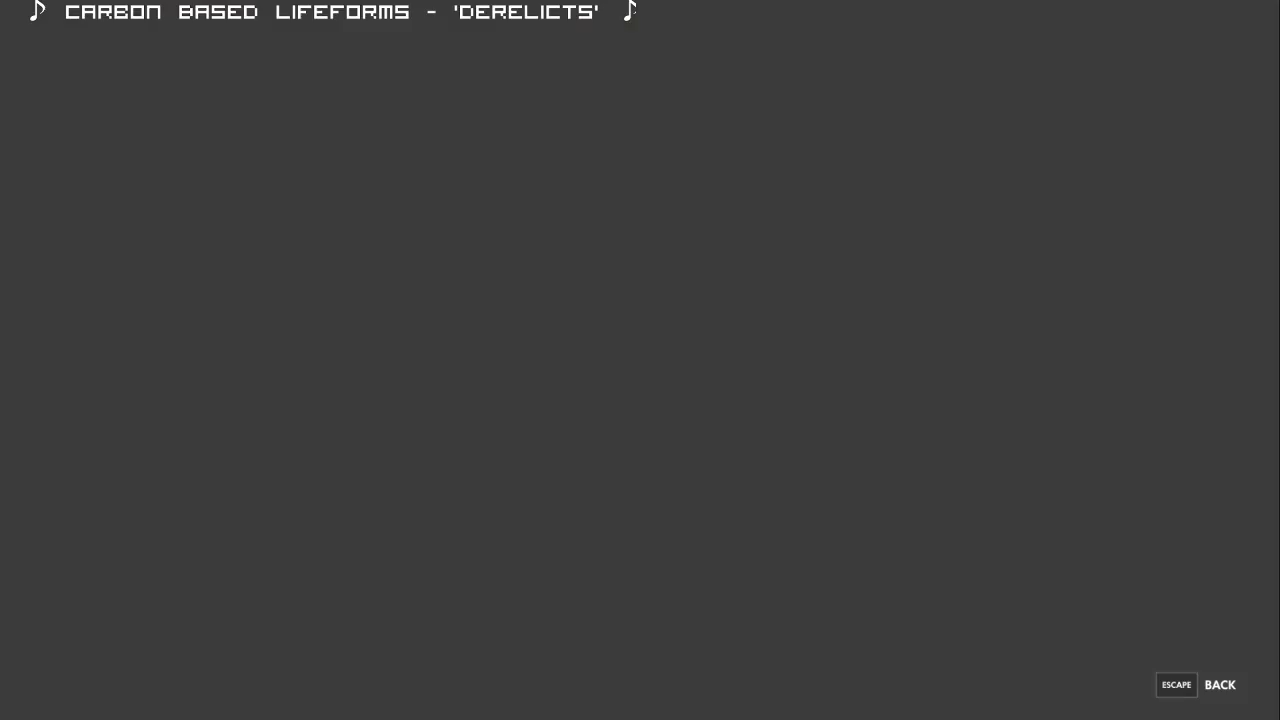 ♪ CARBON BASED LIFEFORMS - 'DERELICTS' ♪
ESCAPE BACK